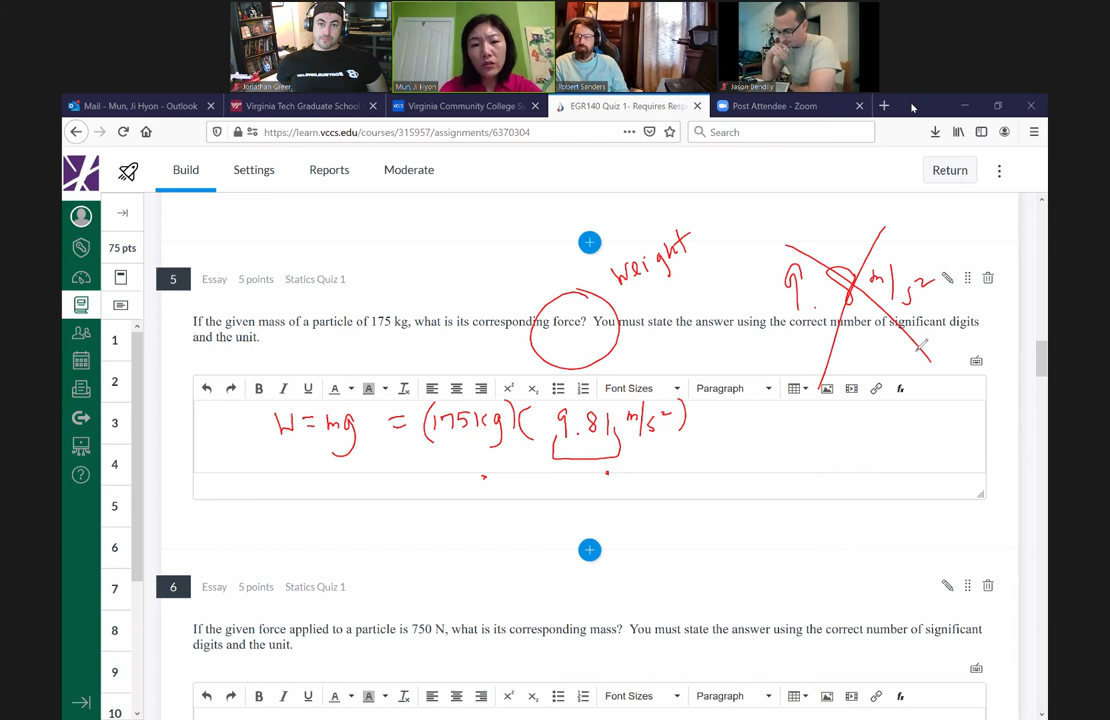 Jonathan Greer
Mun, Ji Hyon
Robert Sanders
Jason Dendly
Mail - Mun, Ji Hyon - Outlook
Virginia Tech Graduate School
Virginia Community College Sy
EGR140 Quiz 1- Requires Resp
Post Attendee - Zoom
https://learn.vccs.edu/courses/315957/assignments/6370304
Search
Build
Settings
Reports
Moderate
Return
75 pts
1
2
3
4
5
6
7
8
9
10
5
Essay
5 points
Statics Quiz 1
weight
9.8 m/s²
If the given mass of a particle of 175 kg, what is its corresponding force? You must state the answer using the correct number of significant digits
and the unit.
B I U A A
Font Sizes
Paragraph
W = mg = (175kg)( 9.81 m/s²)
6
Essay
5 points
Statics Quiz 1
If the given force applied to a particle is 750 N, what is its corresponding mass? You must state the answer using the correct number of significant
digits and the unit.
B I U A A
Font Sizes
Paragraph